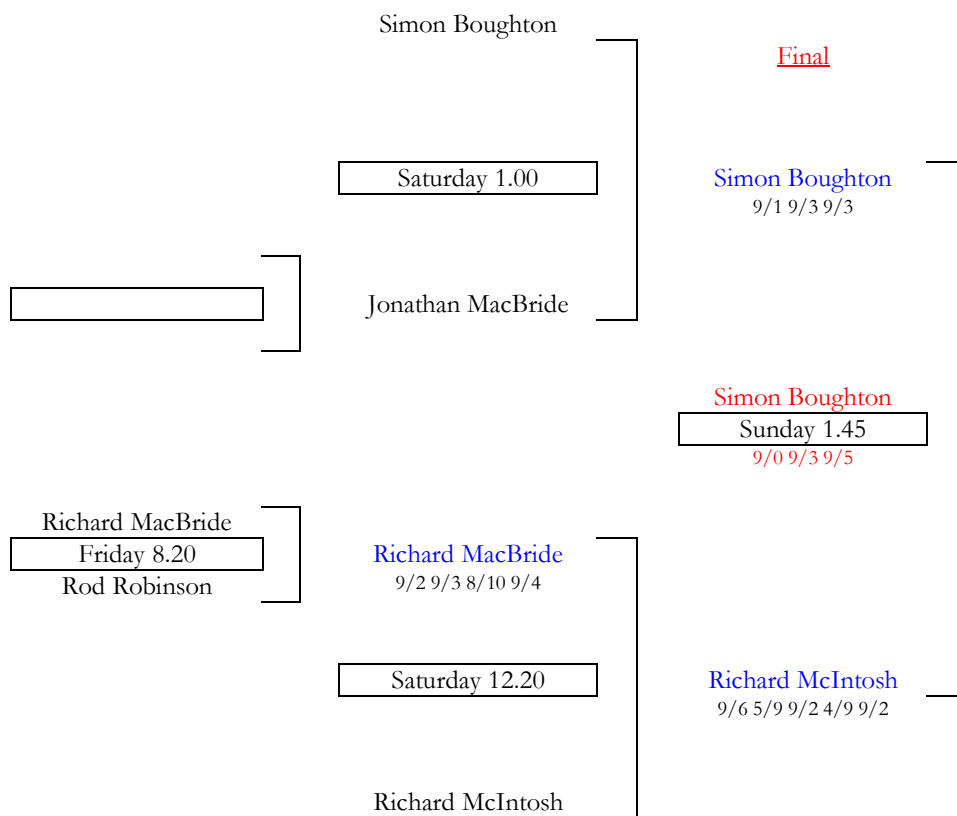 Simon Boughton
Final
Saturday 1.00
Simon Boughton
9/1 9/3 9/3
Jonathan MacBride
Simon Boughton
Sunday 1.45
9/0 9/3 9/5
Richard MacBride
Friday 8.20
Rod Robinson
Richard MacBride
9/2 9/3 8/10 9/4
Saturday 12.20
Richard McIntosh
9/6 5/9 9/2 4/9 9/2
Richard McIntosh